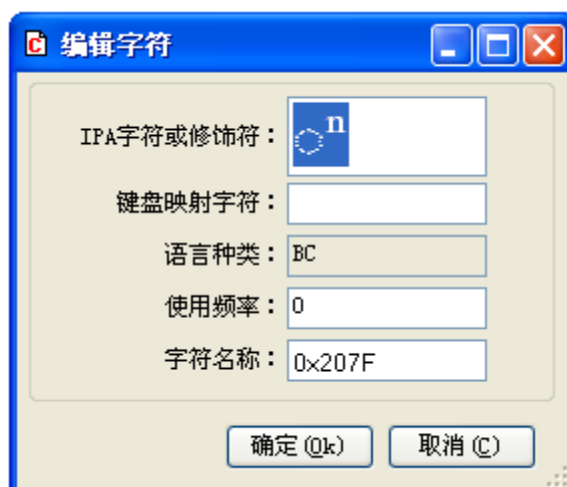 编辑字符
IPA字符或修饰符： ◌ⁿ
键盘映射字符：
语言种类： BC
使用频率： 0
字符名称： 0x207F
确定(Ok) 取消(C)